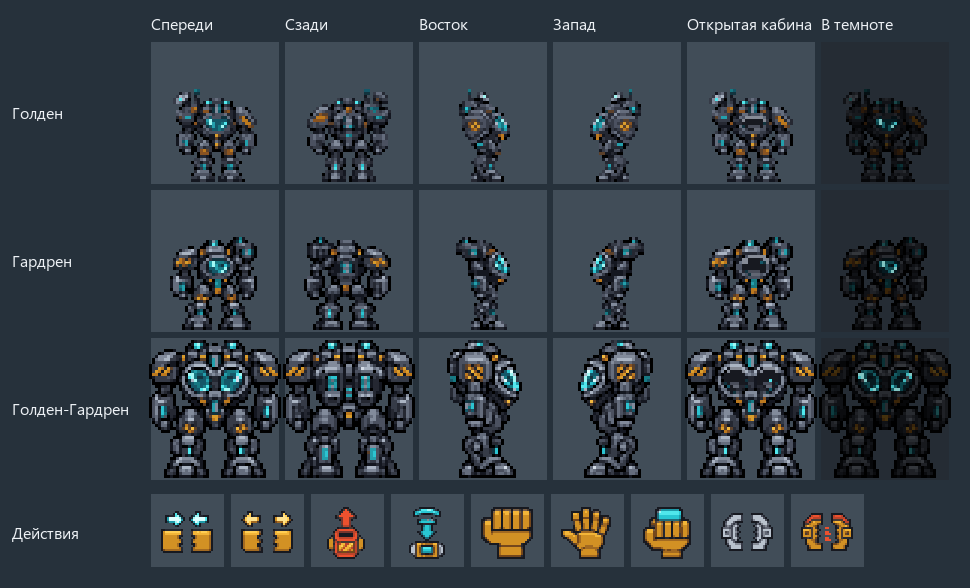 Спереди Сзади Восток Запад Открытая кабина В темноте
Голден
Гардрен
Голден-Гардрен
Действия